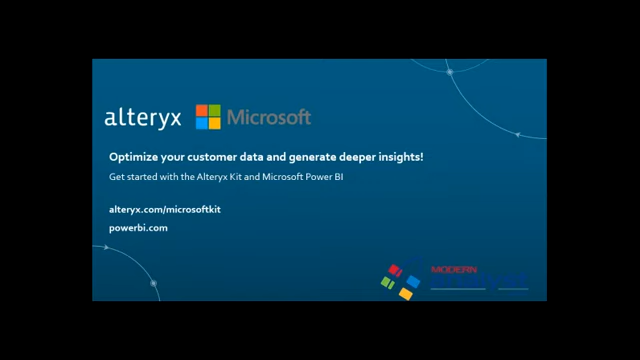 alteryx Microsoft
Optimize your customer data and generate deeper insights!
Get started with the Alteryx Kit and Microsoft Power BI
alteryx.com/microsoftkit
powerbi.com
MODERN